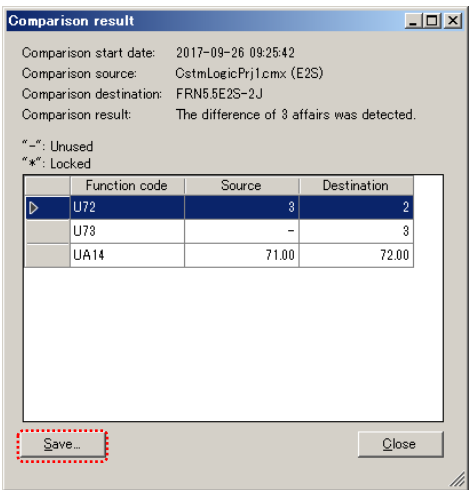 Comparison result
Comparison start date: 2017-09-26 09:25:42
Comparison source: CstmLogicPrj1.cmx (E2S)
Comparison destination: FRN5.5E2S-2J
Comparison result: The difference of 3 affairs was detected.
"-": Unused
"*": Locked
Function code Source Destination
U72 3 2
U73 - 3
UA14 71.00 72.00
Save... Close